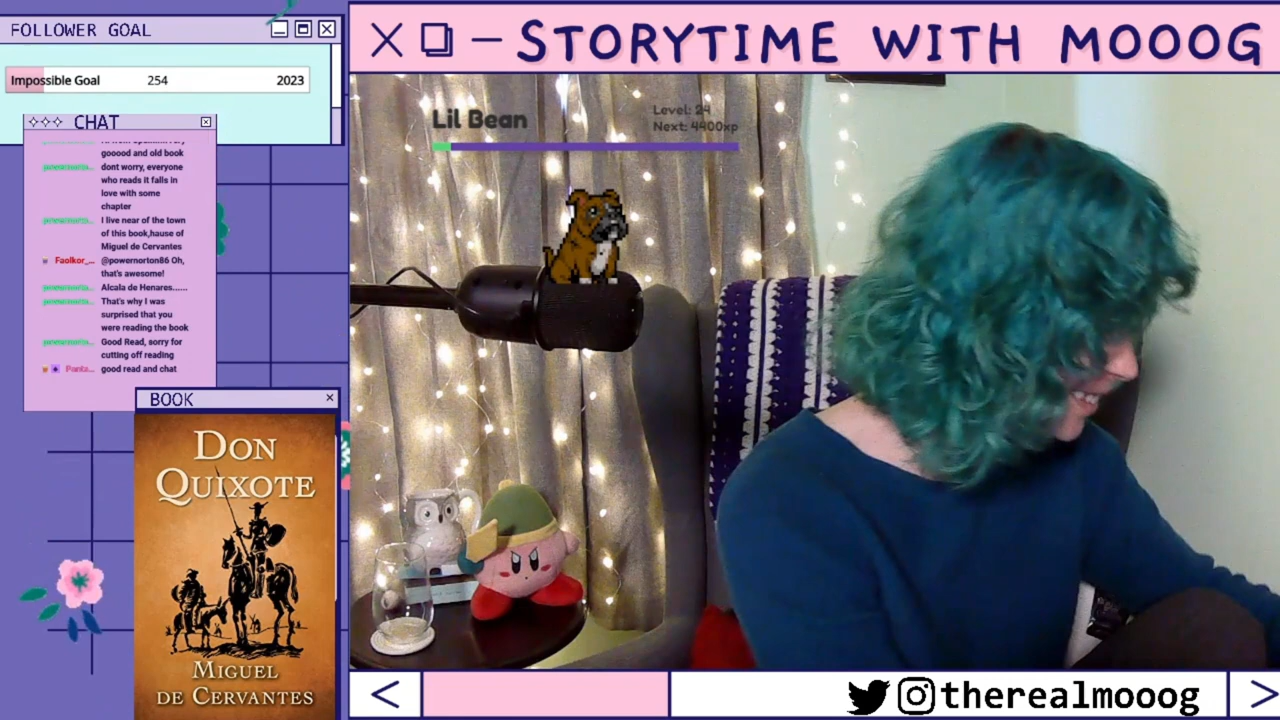 FOLLOWER GOAL
Impossible Goal 254 2023
CHAT
gooood and old book
dont worry, everyone
who reads it falls in
love with some
chapter
I live near of the town
of this book,hause of
Miguel de Cervantes
Faolkor_... @powernorton86 Oh,
that's awesome!
Alcala de Henares......
That's why I was
surprised that you
were reading the book
Good Read, sorry for
cutting off reading
Panta... good read and chat
BOOK
DON
QUIXOTE
MIGUEL
DE CERVANTES
STORYTIME WITH MOOOG
Lil Bean
Level: 24
Next: 4400xp
therealmooog